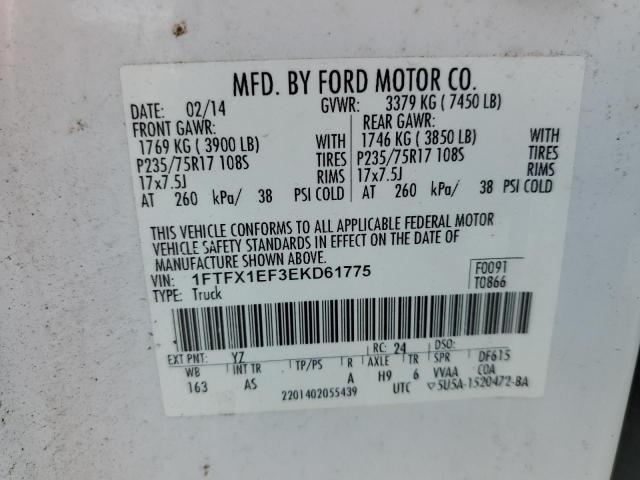 MFD. BY FORD MOTOR CO.
DATE: 02/14 GVWR: 3379 KG ( 7450 LB)
FRONT GAWR: REAR GAWR:
1769 KG ( 3900 LB) WITH 1746 KG ( 3850 LB) WITH
P235/75R17 108S TIRES P235/75R17 108S TIRES
17x7.5J RIMS 17x7.5J RIMS
AT 260 kPa/ 38 PSI COLD AT 260 kPa/ 38 PSI COLD
THIS VEHICLE CONFORMS TO ALL APPLICABLE FEDERAL MOTOR
VEHICLE SAFETY STANDARDS IN EFFECT ON THE DATE OF
MANUFACTURE SHOWN ABOVE.
VIN: 1FTFX1EF3EKD61775 F0091
TYPE: Truck T0866
EXT PNT: YZ RC: 24 DSO:
WB INT TR TP/PS R AXLE TR SPR DF615
163 AS A H9 6 VVAA COA
2201402055439 UTC ▽5U5A-1520472-BA